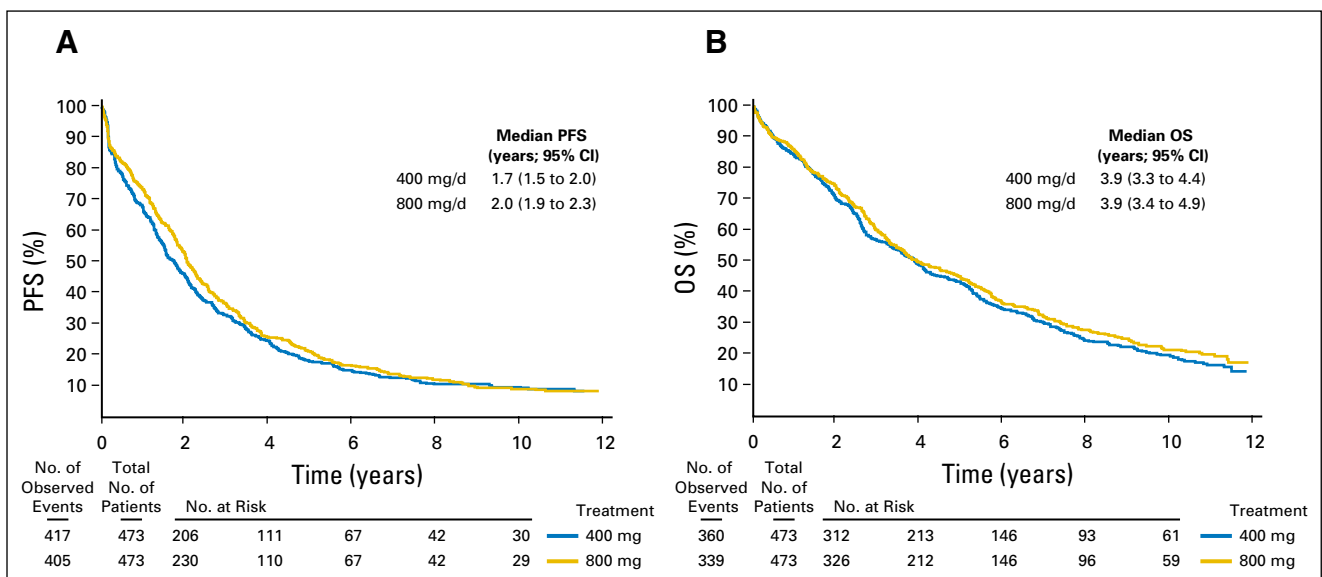 A
B
100
90
80
70
60
50
40
30
20
10
PFS (%)
Median PFS
(years; 95% CI)
400 mg/d 1.7 (1.5 to 2.0)
800 mg/d 2.0 (1.9 to 2.3)
0 2 4 6 8 10 12
Time (years)
No. of Observed Events Total No. of Patients No. at Risk Treatment
417 473 206 111 67 42 30 400 mg
405 473 230 110 67 42 29 800 mg
100
90
80
70
60
50
40
30
20
10
OS (%)
Median OS
(years; 95% CI)
400 mg/d 3.9 (3.3 to 4.4)
800 mg/d 3.9 (3.4 to 4.9)
0 2 4 6 8 10 12
Time (years)
No. of Observed Events Total No. of Patients No. at Risk Treatment
360 473 312 213 146 93 61 400 mg
339 473 326 212 146 96 59 800 mg